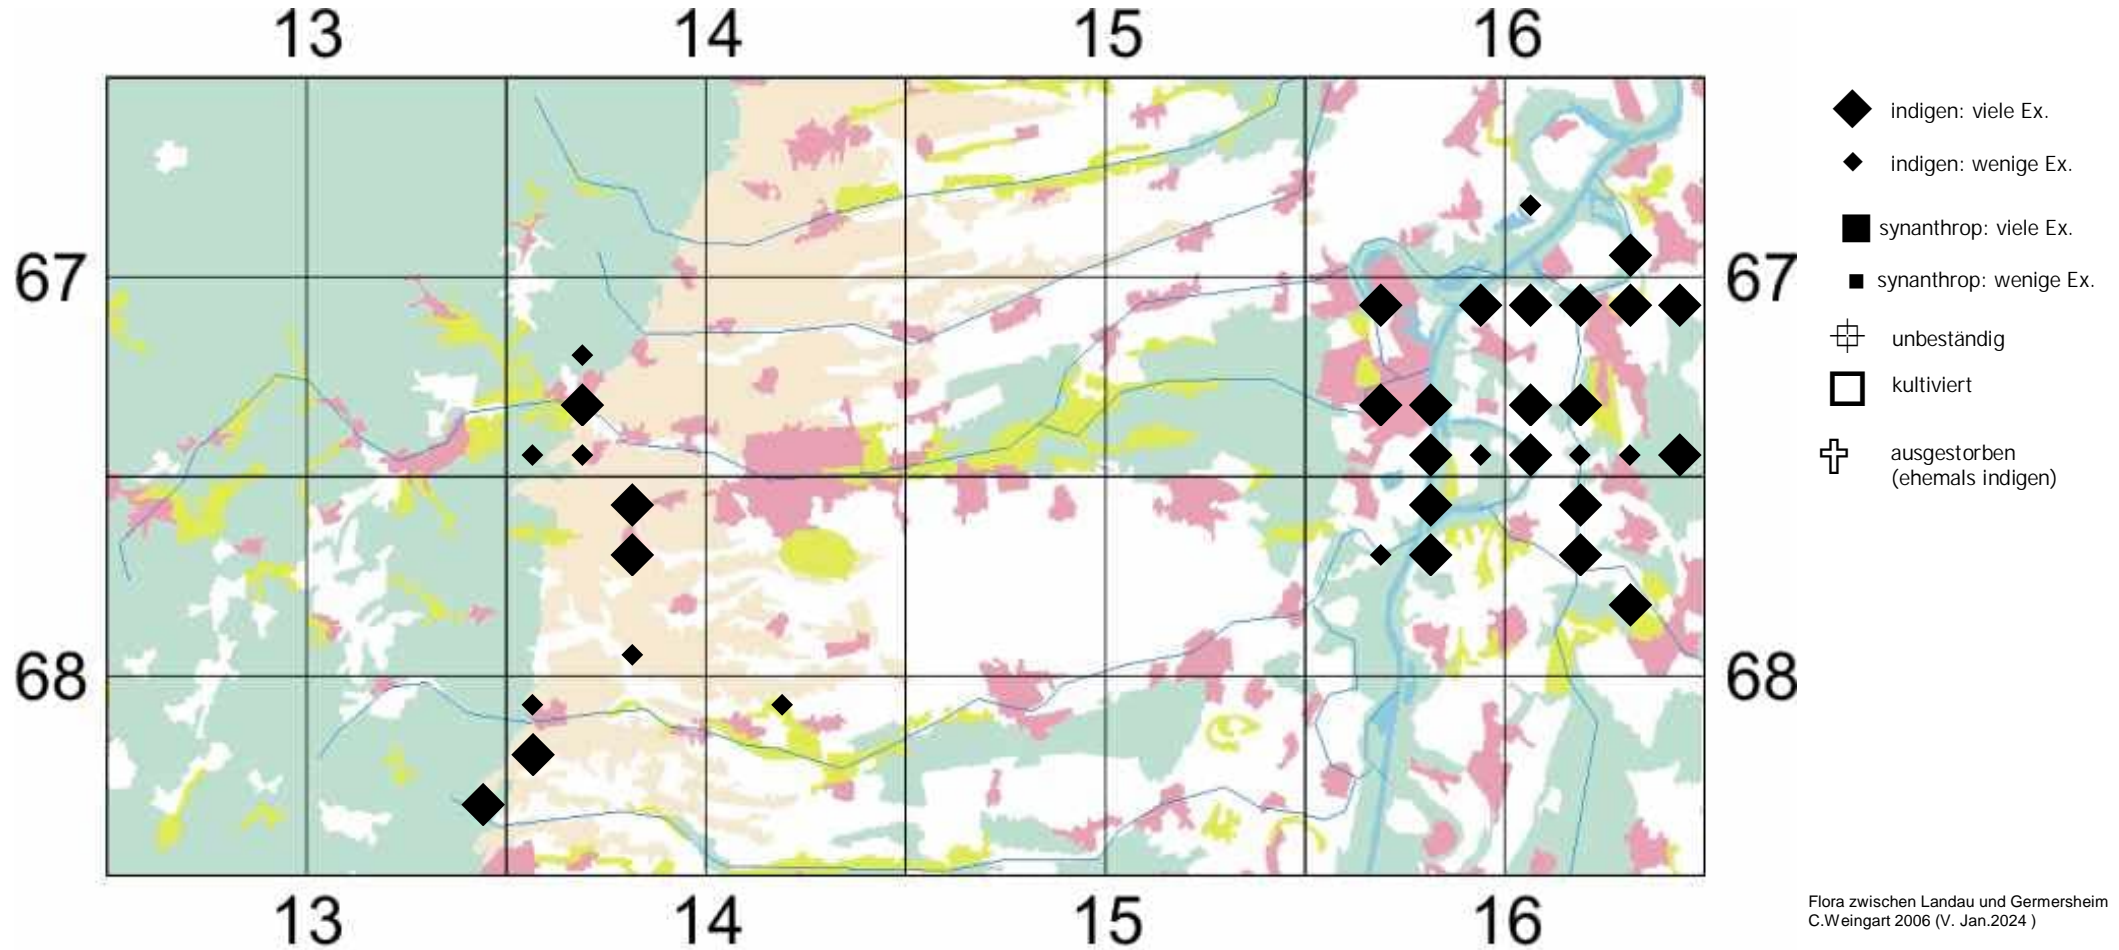 13 14 15 16
67 67
68 68
13 14 15 16
indigen: viele Ex.
indigen: wenige Ex.
synanthrop: viele Ex.
synanthrop: wenige Ex.
unbeständig
kultiviert
ausgestorben
(ehemals indigen)
Flora zwischen Landau und Germersheim
C.Weingart 2006 (V. Jan.2024 )